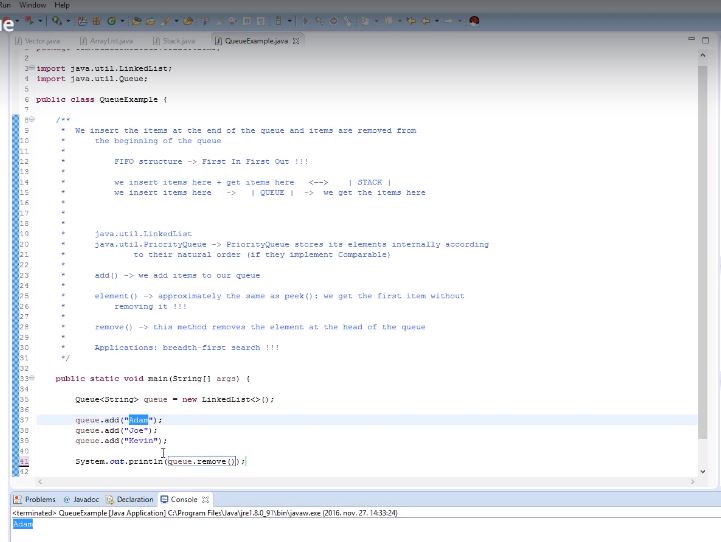 Run Window Help
ue
Vector.java ArrayList.java Stack.java QueueExample.java
2
3 import java.util.LinkedList;
4 import java.util.Queue;
5
6 public class QueueExample {
7
8 /**
9 * We insert the items at the end of the queue and items are removed from
10 * the beginning of the queue
11 *
12 * FIFO structure -> First In First Out !!!
13 *
14 * we insert items here + get items here <--> | STACK |
15 * we insert items here -> | QUEUE | -> we get the items here
16 *
17 *
18 *
19 * java.util.LinkedList
20 * java.util.PriorityQueue -> PriorityQueue stores its elements internally according
21 * to their natural order (if they implement Comparable)
22 *
23 * add() -> we add items to our queue
24 *
25 * element() -> approximately the same as peek(): we get the first item without
26 * removing it !!!
27 *
28 * remove() -> this method removes the element at the head of the queue
29 *
30 * Applications: breadth-first search !!!
31 */
32
33 public static void main(String[] args) {
34
35 Queue<String> queue = new LinkedList<>();
36
37 queue.add("Adam");
38 queue.add("Joe");
39 queue.add("Kevin");
40
41 System.out.println(queue.remove());
42
Problems @ Javadoc Declaration Console
<terminated> QueueExample [Java Application] C:\Program Files\Java\jre1.8.0_91\bin\javaw.exe (2016. nov. 27. 14:33:24)
Adam